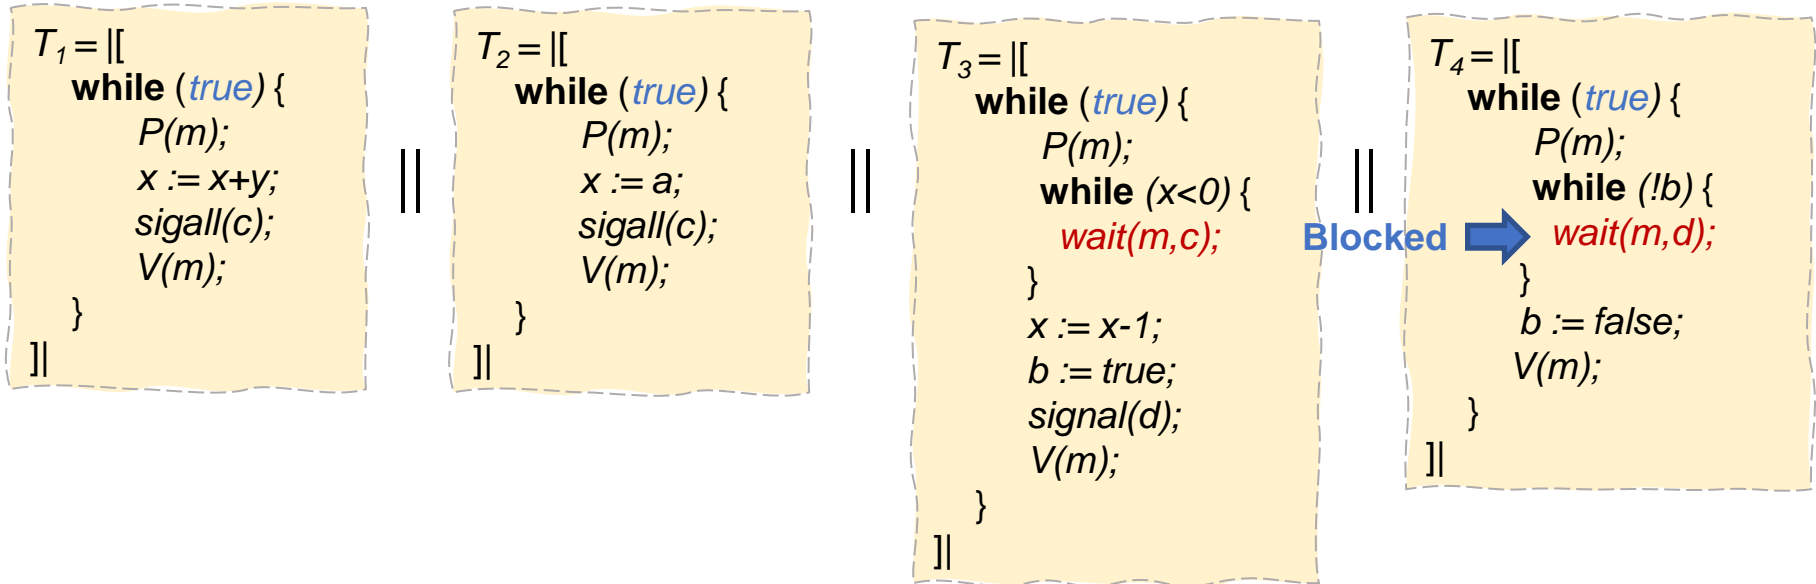 T₁ = |[
while (true) {
P(m);
x := x+y;
sigall(c);
V(m);
}
]|
||
T₂ = |[
while (true) {
P(m);
x := a;
sigall(c);
V(m);
}
]|
||
T₃ = |[
while (true) {
P(m);
while (x<0) {
wait(m,c);
}
x := x-1;
b := true;
signal(d);
V(m);
}
]|
||
Blocked
T₄ = |[
while (true) {
P(m);
while (!b) {
wait(m,d);
}
b := false;
V(m);
}
]|